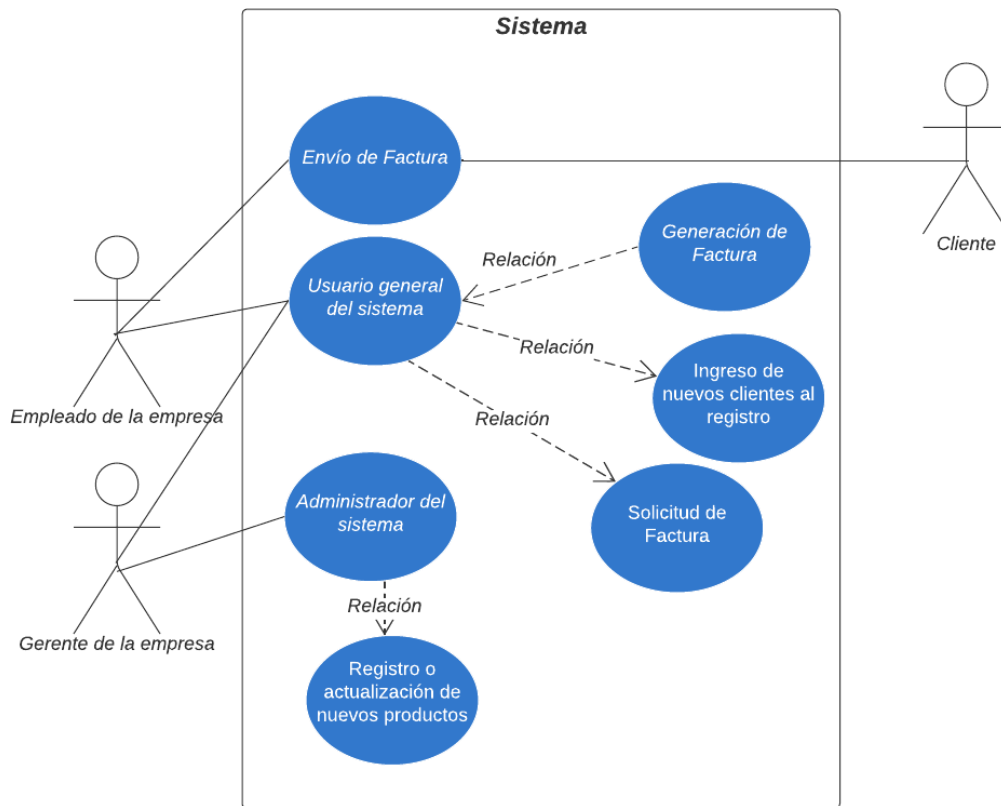 Sistema
Envío de Factura
Cliente
Generación de
Factura
Relación
Usuario general
del sistema
Relación
Ingreso de
nuevos clientes al
registro
Empleado de la empresa
Relación
Administrador del
sistema
Solicitud de
Factura
Relación
Gerente de la empresa
Registro o
actualización de
nuevos productos